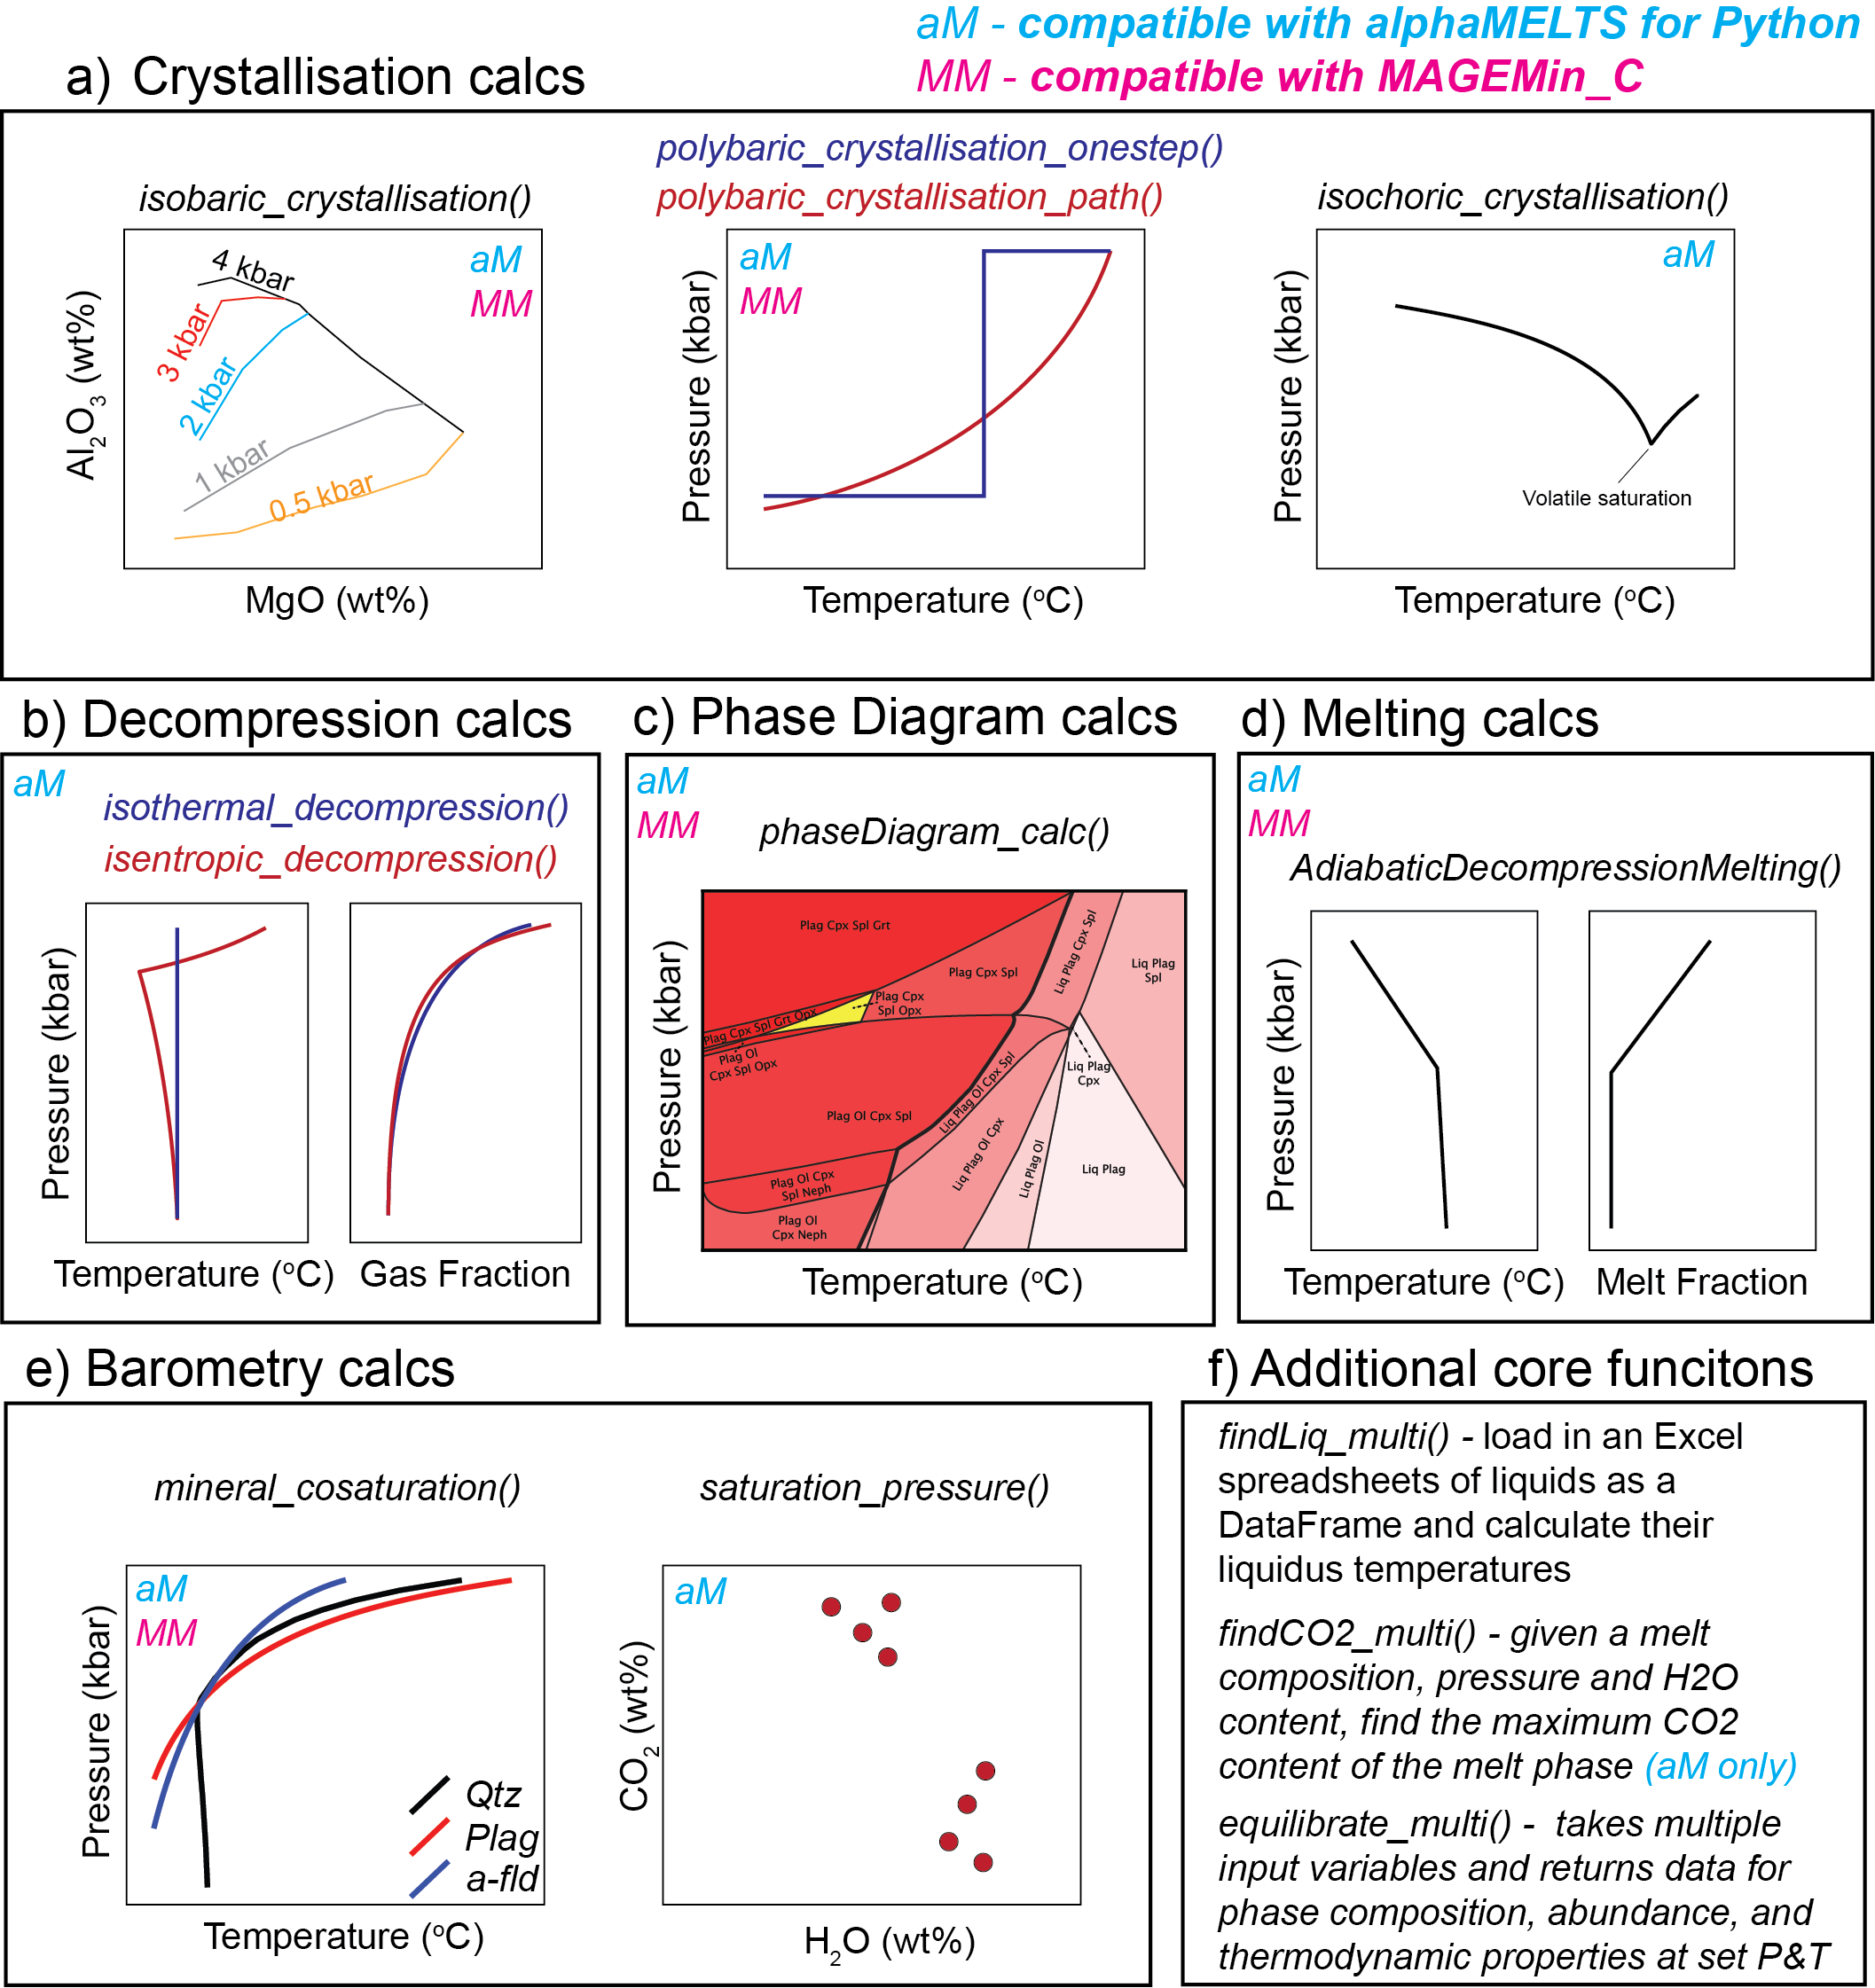 aM - compatible with alphaMELTS for Python
MM - compatible with MAGEMin_C
a) Crystallisation calcs
isobaric_crystallisation()
aM
MM
4 kbar
3 kbar
2 kbar
1 kbar
0.5 kbar
Al2O3 (wt%)
MgO (wt%)
polybaric_crystallisation_onestep()
polybaric_crystallisation_path()
aM
MM
Pressure (kbar)
Temperature (oC)
isochoric_crystallisation()
aM
Pressure (kbar)
Volatile saturation
Temperature (oC)
b) Decompression calcs
aM
isothermal_decompression()
isentropic_decompression()
Pressure (kbar)
Temperature (oC)
Gas Fraction
c) Phase Diagram calcs
aM
MM
phaseDiagram_calc()
Pressure (kbar)
Plag Cpx Spl Grt
Plag Cpx Spl
Liq Plag Cpx Spl
Liq Plag
Spl
Plag Cpx
Spl Opx
Plag Cpx Spl Grt Opx
Plag Ol
Cpx Spl Opx
Liq Plag
Cpx
Plag Ol Cpx Spl
Liq Plag Ol Cpx Spl
Liq Plag Ol Cpx
Liq Plag Ol
Liq Plag
Plag Ol Cpx
Spl Neph
Plag Ol
Cpx Neph
Temperature (oC)
d) Melting calcs
aM
MM
AdiabaticDecompressionMelting()
Pressure (kbar)
Temperature (oC)
Melt Fraction
e) Barometry calcs
mineral_cosaturation()
aM
MM
Pressure (kbar)
Qtz
Plag
a-fld
Temperature (oC)
saturation_pressure()
aM
CO2 (wt%)
H2O (wt%)
f) Additional core funcitons
findLiq_multi() - load in an Excel
spreadsheets of liquids as a
DataFrame and calculate their
liquidus temperatures
findCO2_multi() - given a melt
composition, pressure and H2O
content, find the maximum CO2
content of the melt phase (aM only)
equilibrate_multi() - takes multiple
input variables and returns data for
phase composition, abundance, and
thermodynamic properties at set P&T